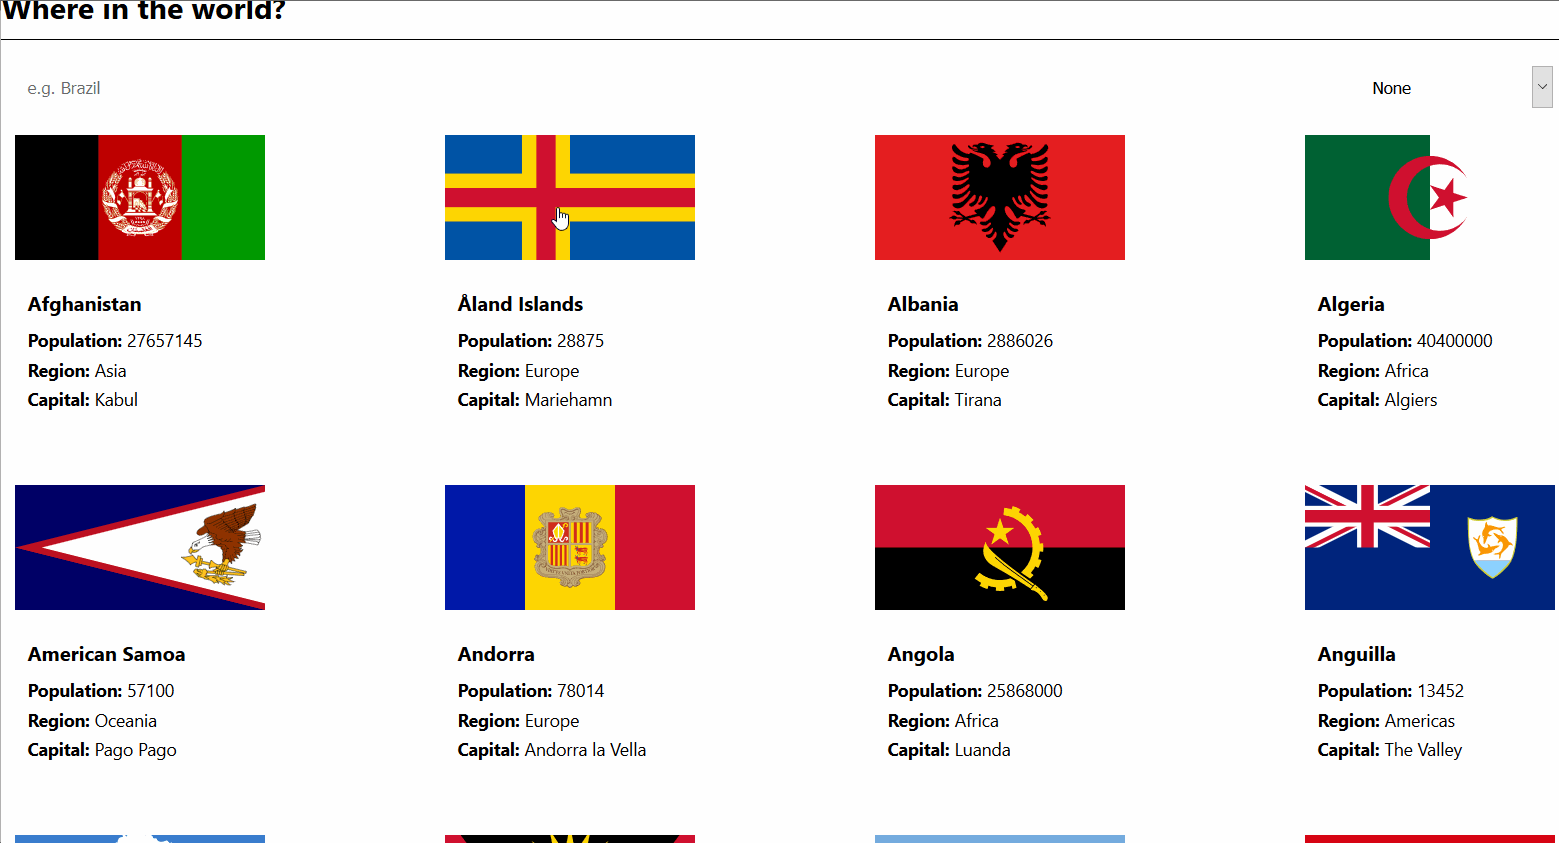 Where in the world?
e.g. Brazil
None
Afghanistan
Population: 27657145
Region: Asia
Capital: Kabul
Åland Islands
Population: 28875
Region: Europe
Capital: Mariehamn
Albania
Population: 2886026
Region: Europe
Capital: Tirana
Algeria
Population: 40400000
Region: Africa
Capital: Algiers
American Samoa
Population: 57100
Region: Oceania
Capital: Pago Pago
Andorra
Population: 78014
Region: Europe
Capital: Andorra la Vella
Angola
Population: 25868000
Region: Africa
Capital: Luanda
Anguilla
Population: 13452
Region: Americas
Capital: The Valley